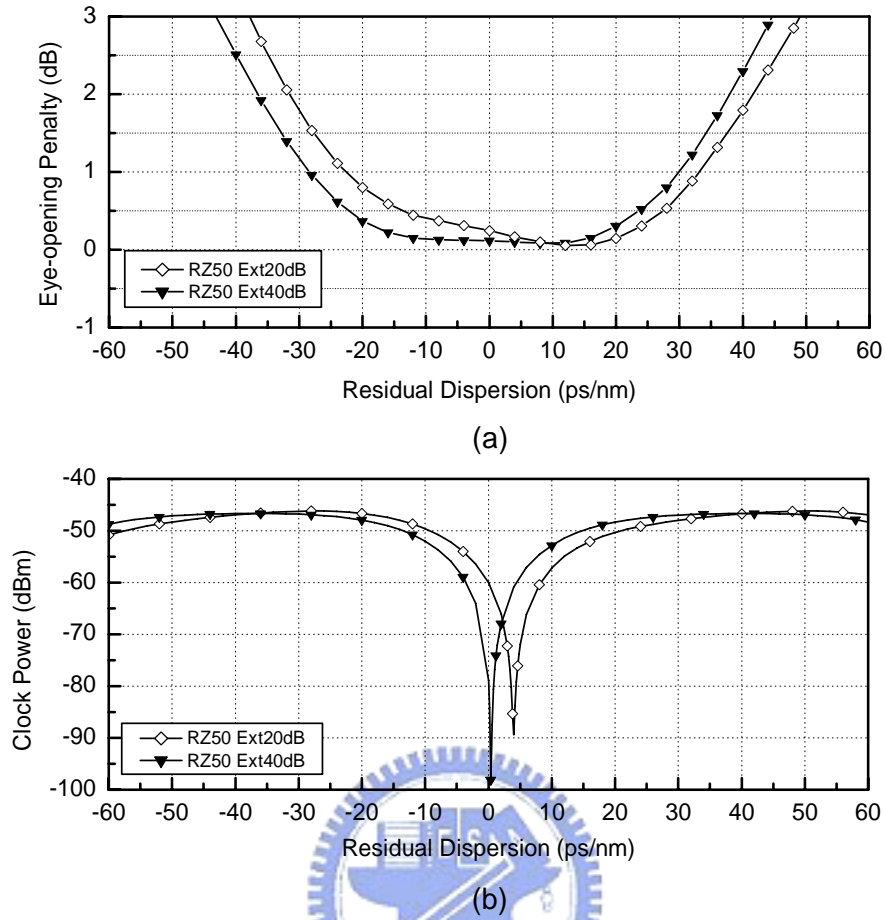 3
2
1
0
-1
Eye-opening Penalty (dB)
RZ50 Ext20dB
RZ50 Ext40dB
-60 -50 -40 -30 -20 -10 0 10 20 30 40 50 60
Residual Dispersion (ps/nm)
(a)
-40
-50
-60
-70
-80
-90
-100
Clock Power (dBm)
RZ50 Ext20dB
RZ50 Ext40dB
-60 -50 -40 -30 -20 -10 0 10 20 30 40 50 60
Residual Dispersion (ps/nm)
(b)